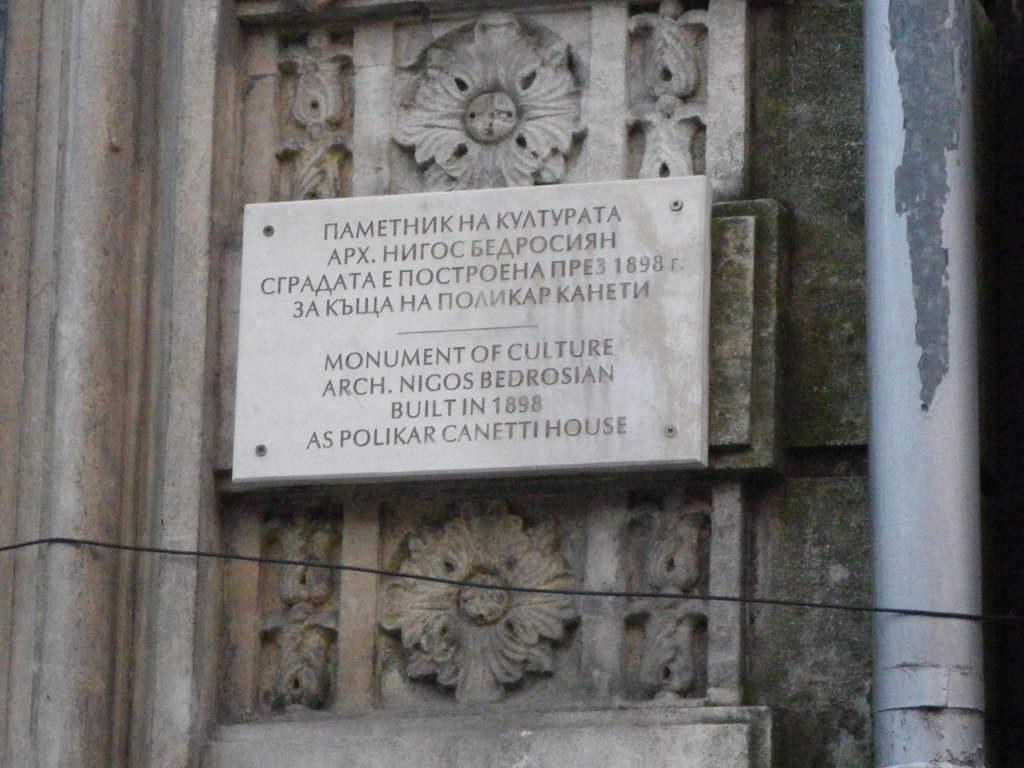 ПАМЕТНИК НА КУЛТУРАТА
АРХ. НИГОС БЕДРОСИЯН
СГРАДАТА Е ПОСТРОЕНА ПРЕЗ 1898 г.
ЗА КЪЩА НА ПОЛИКАР КАНЕТИ
MONUMENT OF CULTURE
ARCH. NIGOS BEDROSIAN
BUILT IN 1898
AS POLIKAR CANETTI HOUSE